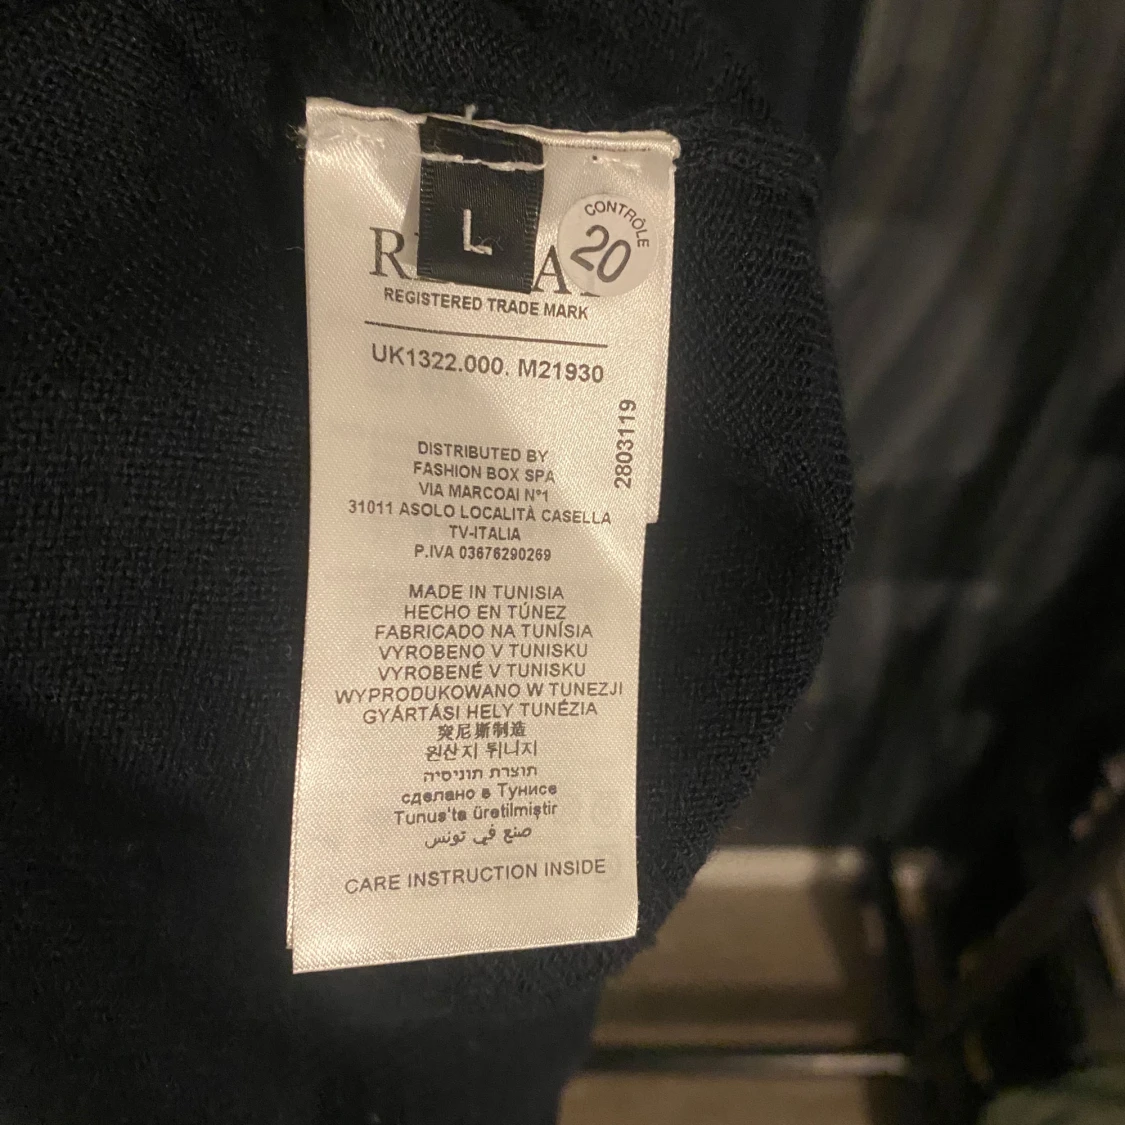 L
CONTRÔLE
20
REGISTERED TRADE MARK
UK1322.000. M21930
2803119
DISTRIBUTED BY
FASHION BOX SPA
VIA MARCOAI N°1
31011 ASOLO LOCALITÀ CASELLA
TV-ITALIA
P.IVA 03676290269
MADE IN TUNISIA
HECHO EN TÚNEZ
FABRICADO NA TUNÍSIA
VYROBENO V TUNISKU
VYROBENÉ V TUNISKU
WYPRODUKOWANO W TUNEZJI
GYÁRTÁSI HELY TUNÉZIA
突尼斯制造
원산지 튀니지
תוצרת תוניסיה
сделано в Тунисе
Tunus'ta üretilmiştir
صنع في تونس
CARE INSTRUCTION INSIDE